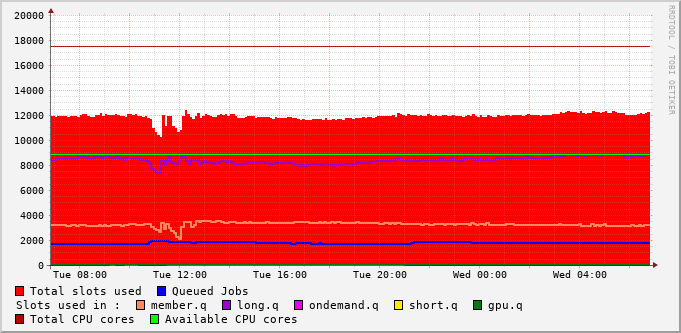 20000
18000
16000
14000
12000
10000
8000
6000
4000
2000
0
Tue 08:00 Tue 12:00 Tue 16:00 Tue 20:00 Wed 00:00 Wed 04:00
Total slots used Queued Jobs
Slots used in : member.q long.q ondemand.q short.q gpu.q
Total CPU cores Available CPU cores
RRDTOOL / TOBI OETIKER